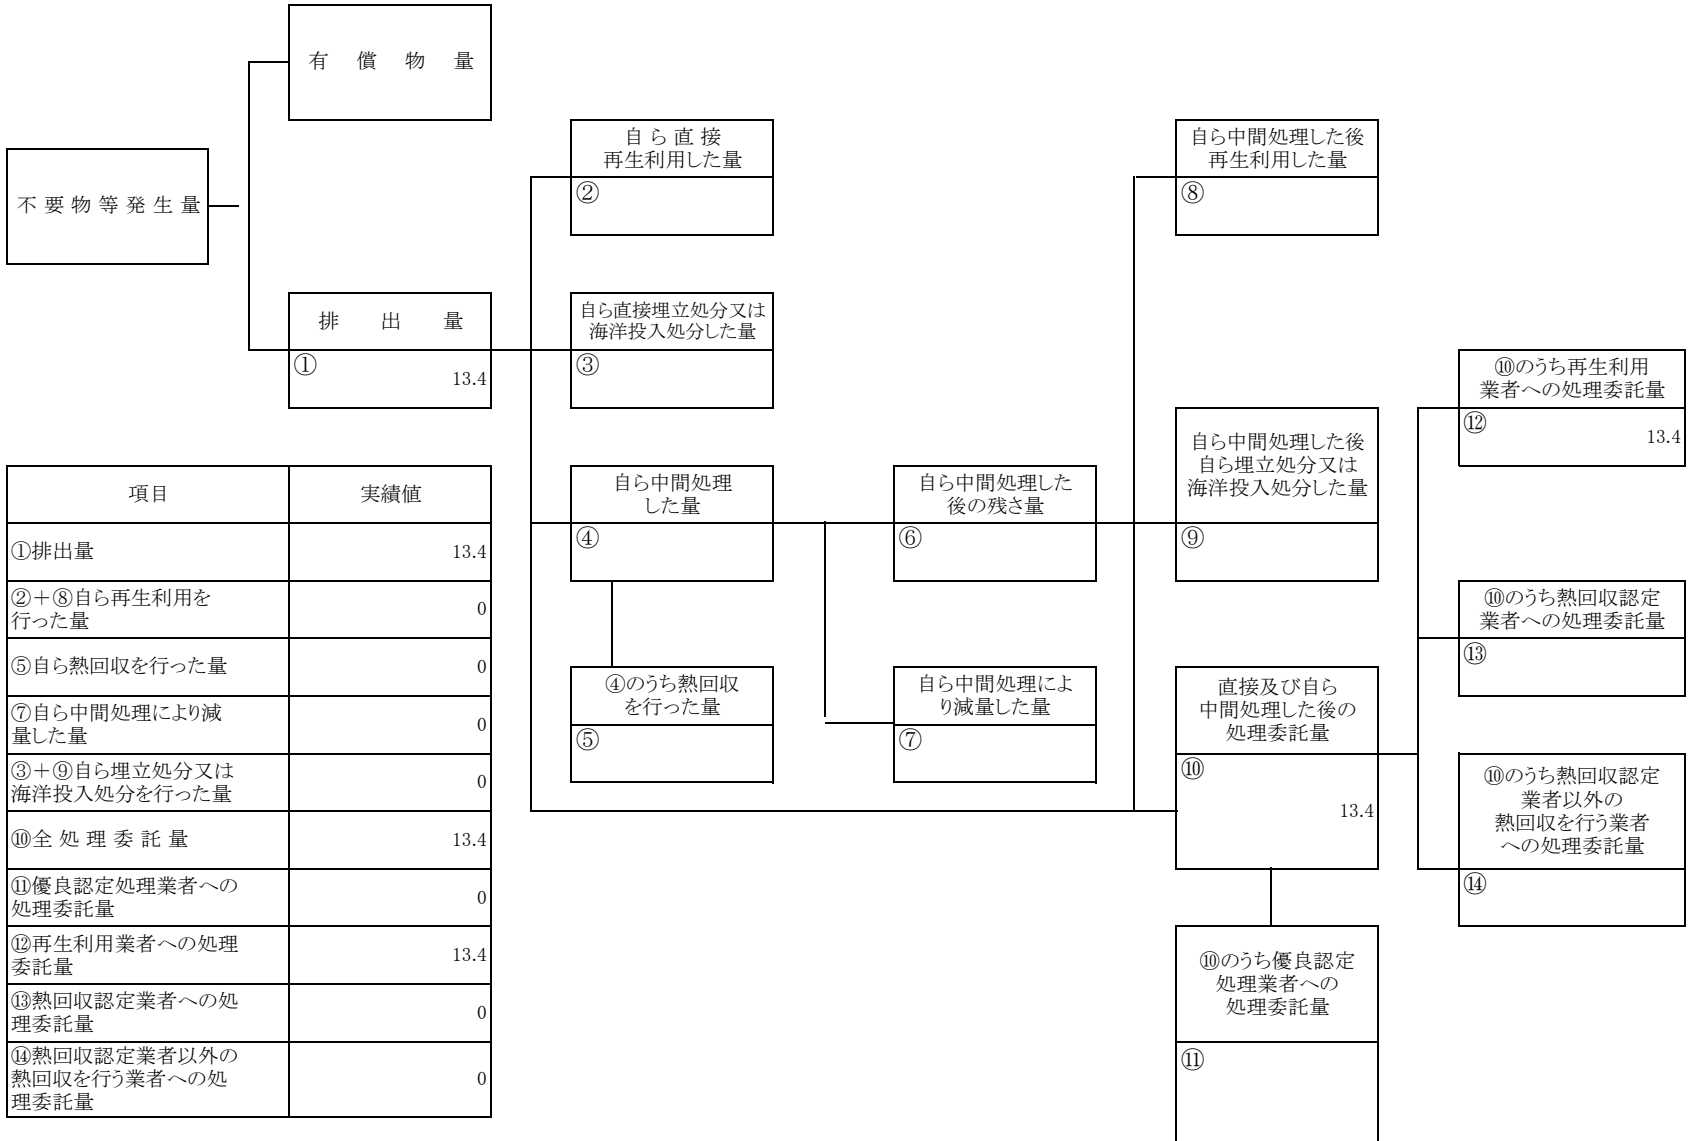 有償物量
自ら直接
再生利用した量
②
自ら中間処理した後
再生利用した量
⑧
不要物等発生量
排出量
①
13.4
自ら直接埋立処分又は
海洋投入処分した量
③
⑩のうち再生利用
業者への処理委託量
⑫
13.4
自ら中間処理した後
自ら埋立処分又は
海洋投入処分した量
⑨
自ら中間処理
した量
④
自ら中間処理した
後の残さ量
⑥
⑩のうち熱回収認定
業者への処理委託量
⑬
④のうち熱回収
を行った量
⑤
自ら中間処理によ
り減量した量
⑦
直接及び自ら
中間処理した後の
処理委託量
⑩
13.4
⑩のうち熱回収認定
業者以外の
熱回収を行う業者
への処理委託量
⑭
⑩のうち優良認定
処理業者への
処理委託量
⑪
項目 実績値
①排出量 13.4
②＋⑧自ら再生利用を
行った量 0
⑤自ら熱回収を行った量 0
⑦自ら中間処理により減
量した量 0
③＋⑨自ら埋立処分又は
海洋投入処分を行った量 0
⑩全処理委託量 13.4
⑪優良認定処理業者への
処理委託量 0
⑫再生利用業者への処理
委託量 13.4
⑬熱回収認定業者への処
理委託量 0
⑭熱回収認定業者以外の
熱回収を行う業者への処
理委託量 0